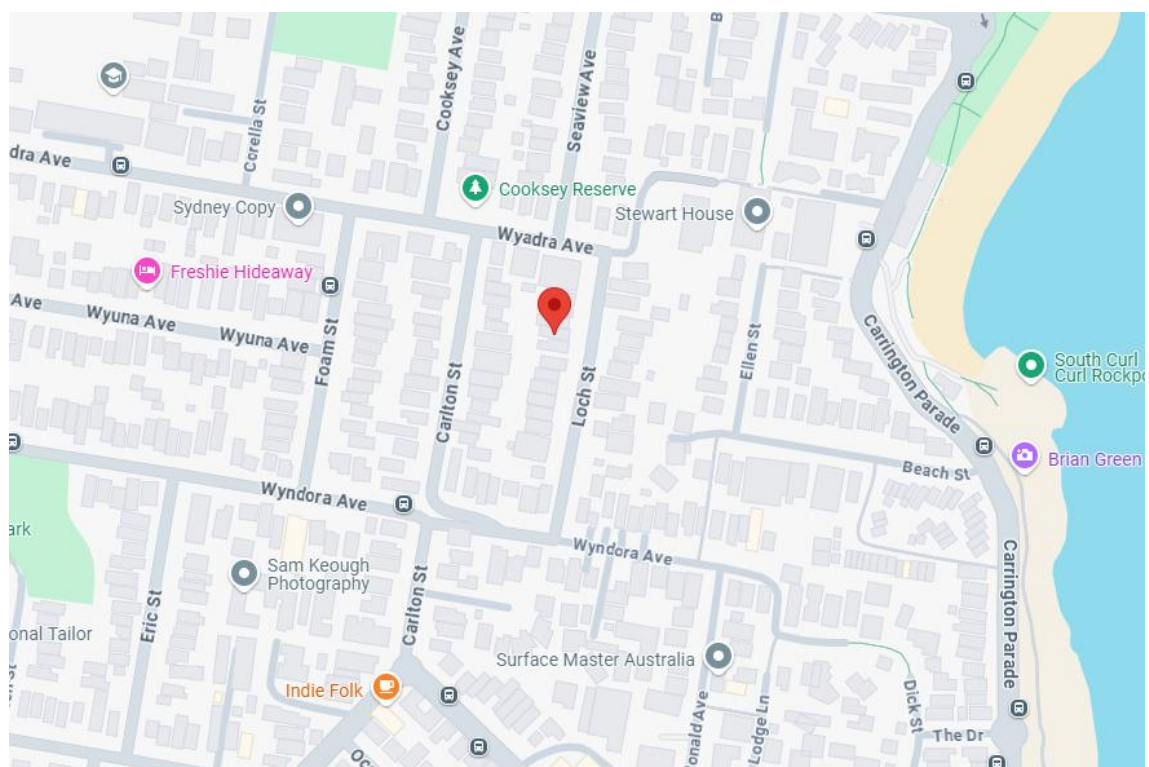 Cooksey Ave
Seaview Ave
B
Corella St
dra Ave
Cooksey Reserve
Sydney Copy
Stewart House
Wyadra Ave
Freshie Hideaway
Ave
Wyuna Ave
Wyuna Ave
Foam St
Carlton St
Loch St
Ellen St
Carrington Parade
South Curl
Curl Rockpo
Beach St
Brian Green
Wyndora Ave
Wyndora Ave
ark
Sam Keough
Photography
Carlton St
Eric St
onal Tailor
Carrington Parade
Surface Master Australia
Indie Folk
Dick St
The Dr
onald Ave
Lodge Ln
Oc